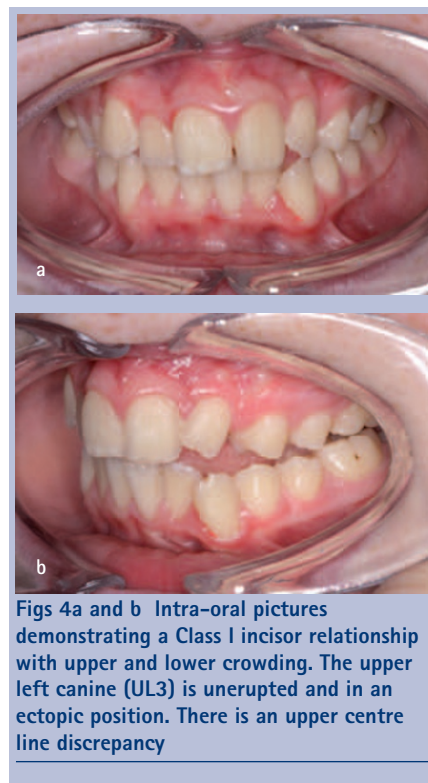 a
b
Figs 4a and b Intra-oral pictures
demonstrating a Class I incisor relationship
with upper and lower crowding. The upper
left canine (UL3) is unerupted and in an
ectopic position. There is an upper centre
line discrepancy